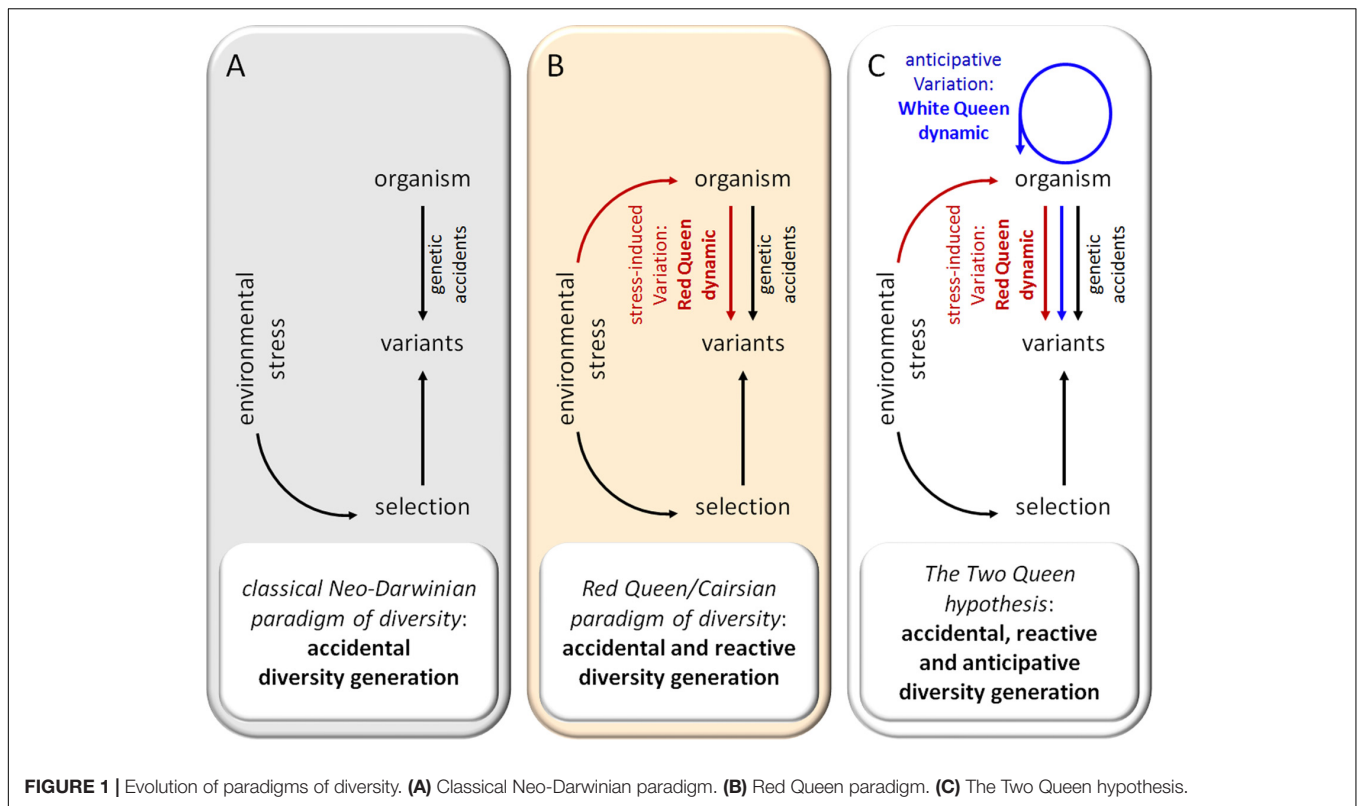 A
organism
genetic
accidents
environmental
stress
variants
selection
classical Neo-Darwinian
paradigm of diversity:
accidental
diversity generation
B
organism
stress-induced
Variation:
Red Queen
dynamic
genetic
accidents
environmental
stress
variants
selection
Red Queen/Cairsian
paradigm of diversity:
accidental and reactive
diversity generation
C
anticipative
Variation:
White Queen
dynamic
organism
stress-induced
Variation:
Red Queen
dynamic
genetic
accidents
environmental
stress
variants
selection
The Two Queen
hypothesis:
accidental, reactive
and anticipative
diversity generation
FIGURE 1 | Evolution of paradigms of diversity. (A) Classical Neo-Darwinian paradigm. (B) Red Queen paradigm. (C) The Two Queen hypothesis.